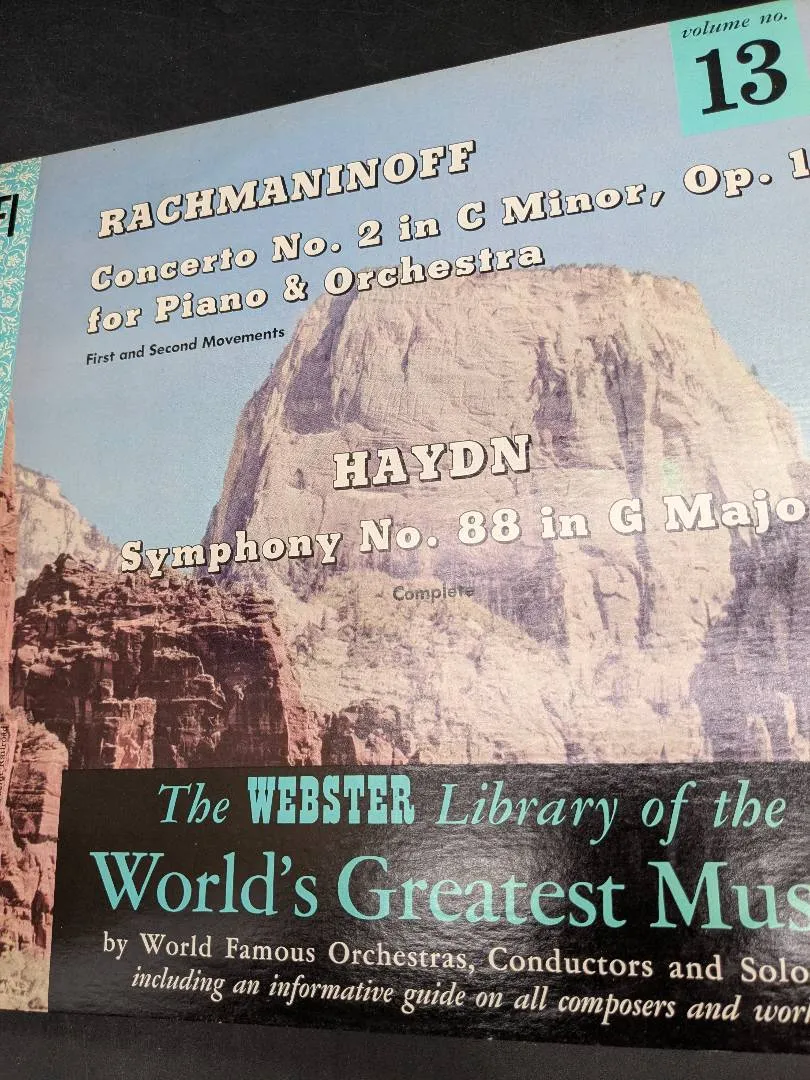 volume no.
13
RACHMANINOFF
Concerto No. 2 in C Minor, Op. 1
for Piano & Orchestra
First and Second Movements
HAYDN
Symphony No. 88 in G Majo
Complete
The WEBSTER Library of the
World's Greatest Mus
by World Famous Orchestras, Conductors and Solo
including an informative guide on all composers and wor